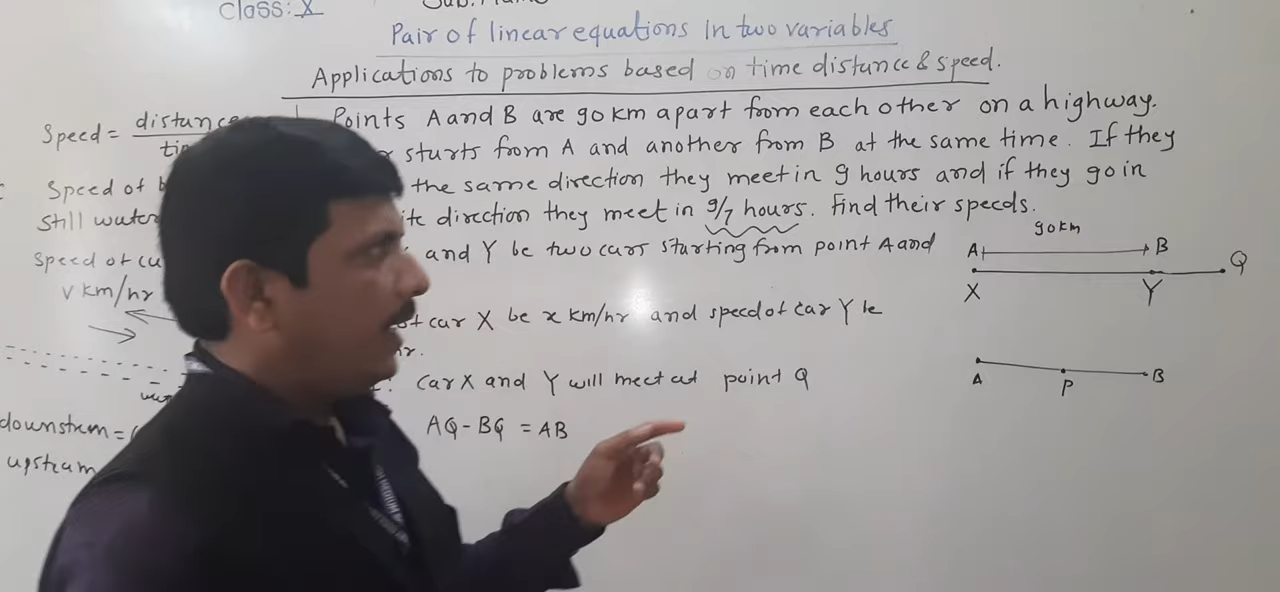 Class: X
Pair of linear equations in two variables
Applications to problems based on time distance & speed.
Speed = distance
Points A and B are 90 km apart from each other on a highway.
starts from A and another from B at the same time. If they
Speed of
the same direction they meet in 9 hours and if they go in
Still water
direction they meet in 9/7 hours. Find their speeds.
90km
and Y be two cars starting from point A and
A B Q
X Y
Speed of
V km/hr
car X be x km/hr and speed of car Y be
Car X and Y will meet at point Q
A P B
AQ - BQ = AB
downstream =
upstream